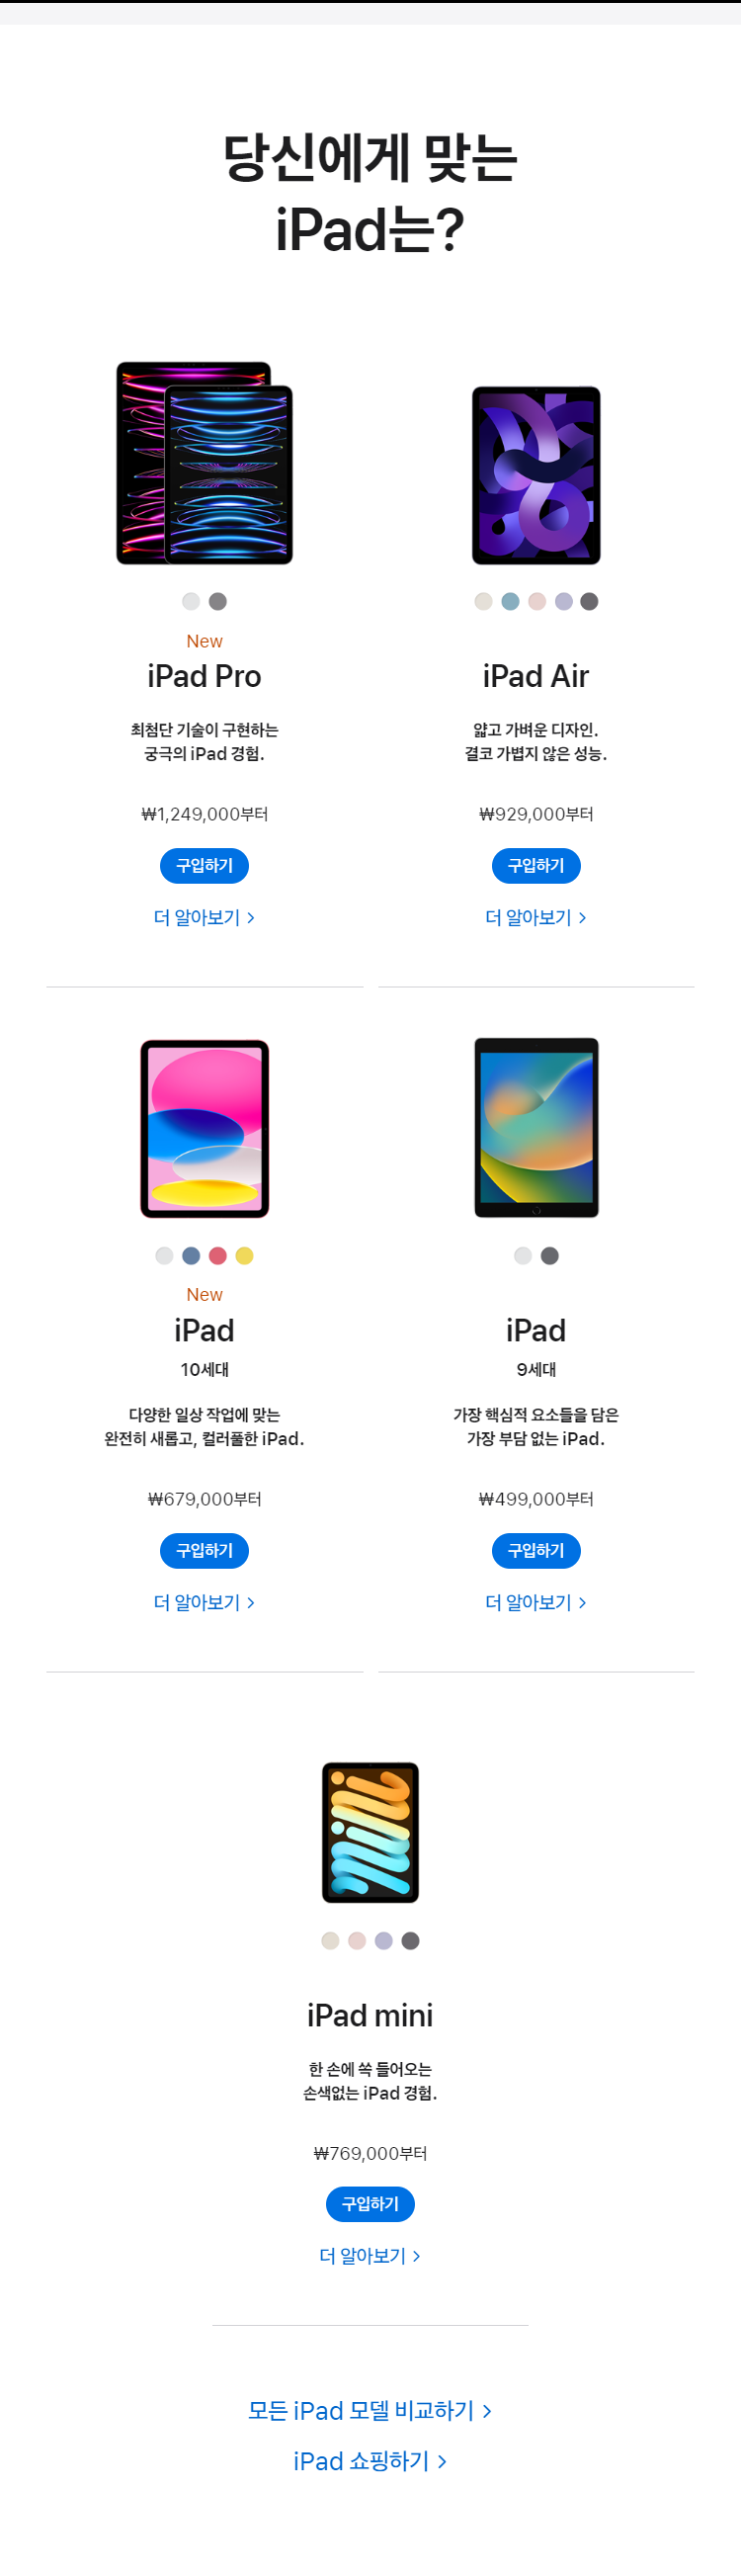 당신에게 맞는
iPad는?
New
iPad Pro
최첨단 기술이 구현하는
궁극의 iPad 경험.
₩1,249,000부터
구입하기
더 알아보기 >
iPad Air
얇고 가벼운 디자인.
결코 가볍지 않은 성능.
₩929,000부터
구입하기
더 알아보기 >
New
iPad
10세대
다양한 일상 작업에 맞는
완전히 새롭고, 컬러풀한 iPad.
₩679,000부터
구입하기
더 알아보기 >
iPad
9세대
가장 핵심적 요소들을 담은
가장 부담 없는 iPad.
₩499,000부터
구입하기
더 알아보기 >
iPad mini
한 손에 쏙 들어오는
손색없는 iPad 경험.
₩769,000부터
구입하기
더 알아보기 >
모든 iPad 모델 비교하기 >
iPad 쇼핑하기 >